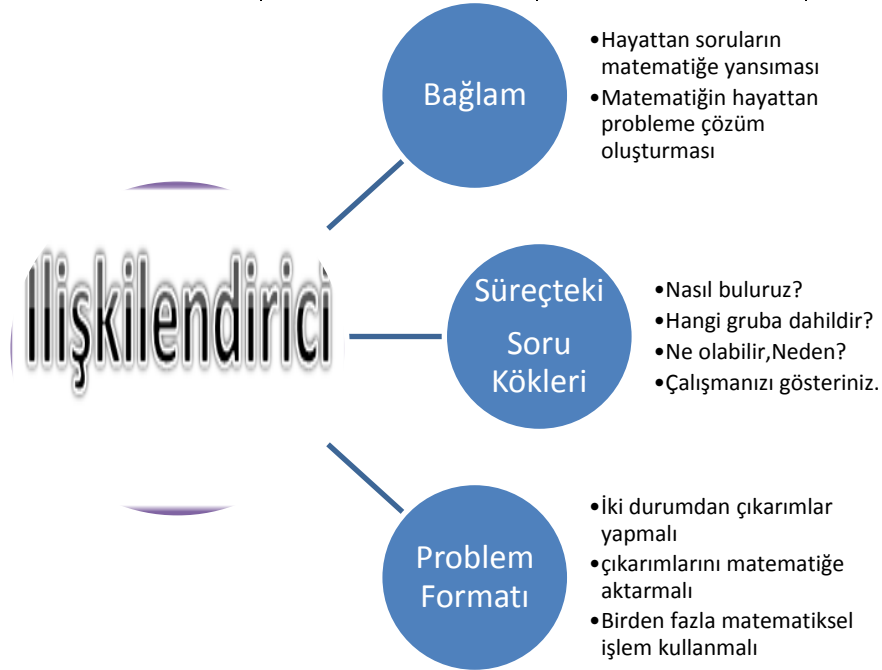 Bağlam
•Hayattan soruların
matematiğe yansıması
•Matematiğin hayattan
probleme çözüm
oluşturması
İlişkilendirici
Süreçteki
Soru
Kökleri
•Nasıl buluruz?
•Hangi gruba dahildir?
•Ne olabilir,Neden?
•Çalışmanızı gösteriniz.
Problem
Formatı
•İki durumdan çıkarımlar
yapmalı
•çıkarımlarını matematiğe
aktarmalı
•Birden fazla matematiksel
işlem kullanmalı